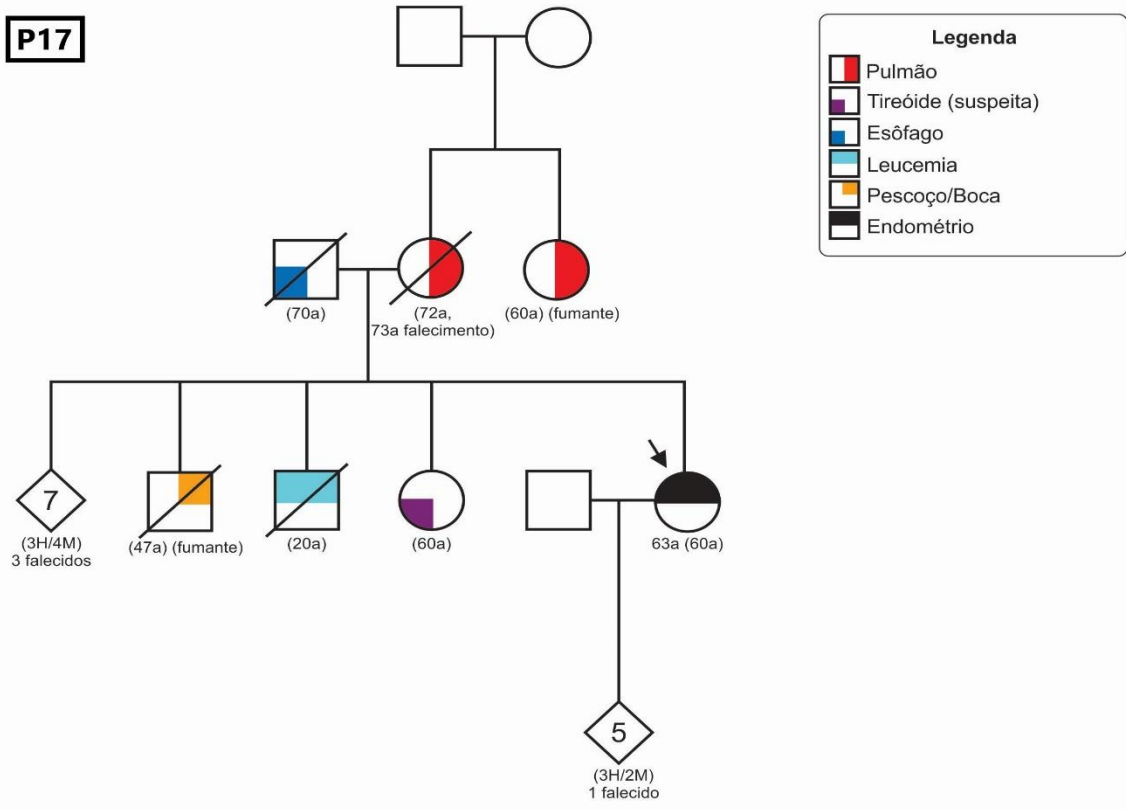 P17
Legenda
Pulmão
Tireóide (suspeita)
Esôfago
Leucemia
Pescoço/Boca
Endométrio
(70a)
(72a,
73a falecimento)
(60a) (fumante)
7
(3H/4M)
3 falecidos
(47a) (fumante)
(20a)
(60a)
63a (60a)
5
(3H/2M)
1 falecido